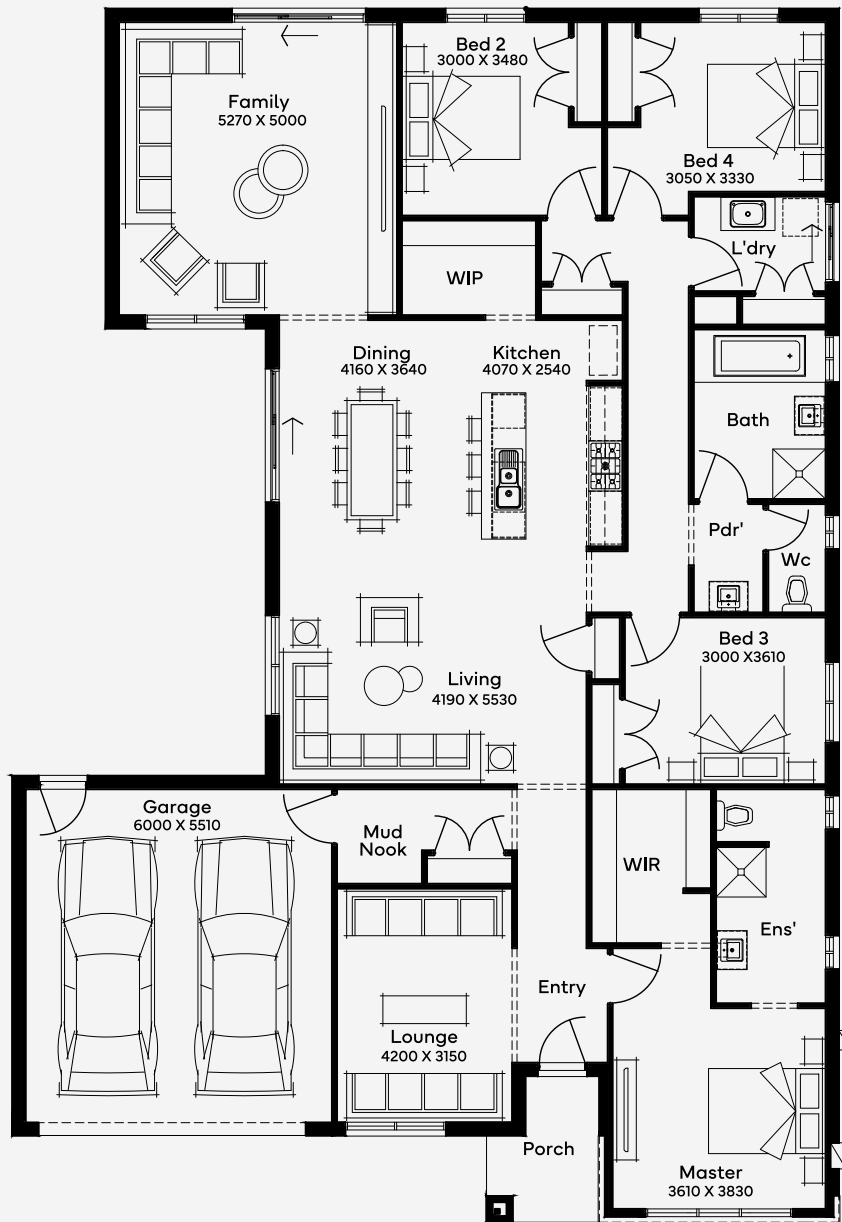 Family
5270 X 5000
Bed 2
3000 X 3480
Bed 4
3050 X 3330
WIP
L'dry
Dining
4160 X 3640
Kitchen
4070 X 2540
Bath
Pdr'
Wc
Bed 3
3000 X3610
Living
4190 X 5530
Garage
6000 X 5510
Mud
Nook
WIR
Ens'
Entry
Lounge
4200 X 3150
Porch
Master
3610 X 3830